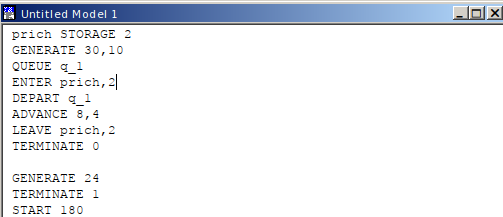 Untitled Model 1
prich STORAGE 2
GENERATE 30,10
QUEUE q_1
ENTER prich,2
DEPART q_1
ADVANCE 8,4
LEAVE prich,2
TERMINATE 0
GENERATE 24
TERMINATE 1
START 180